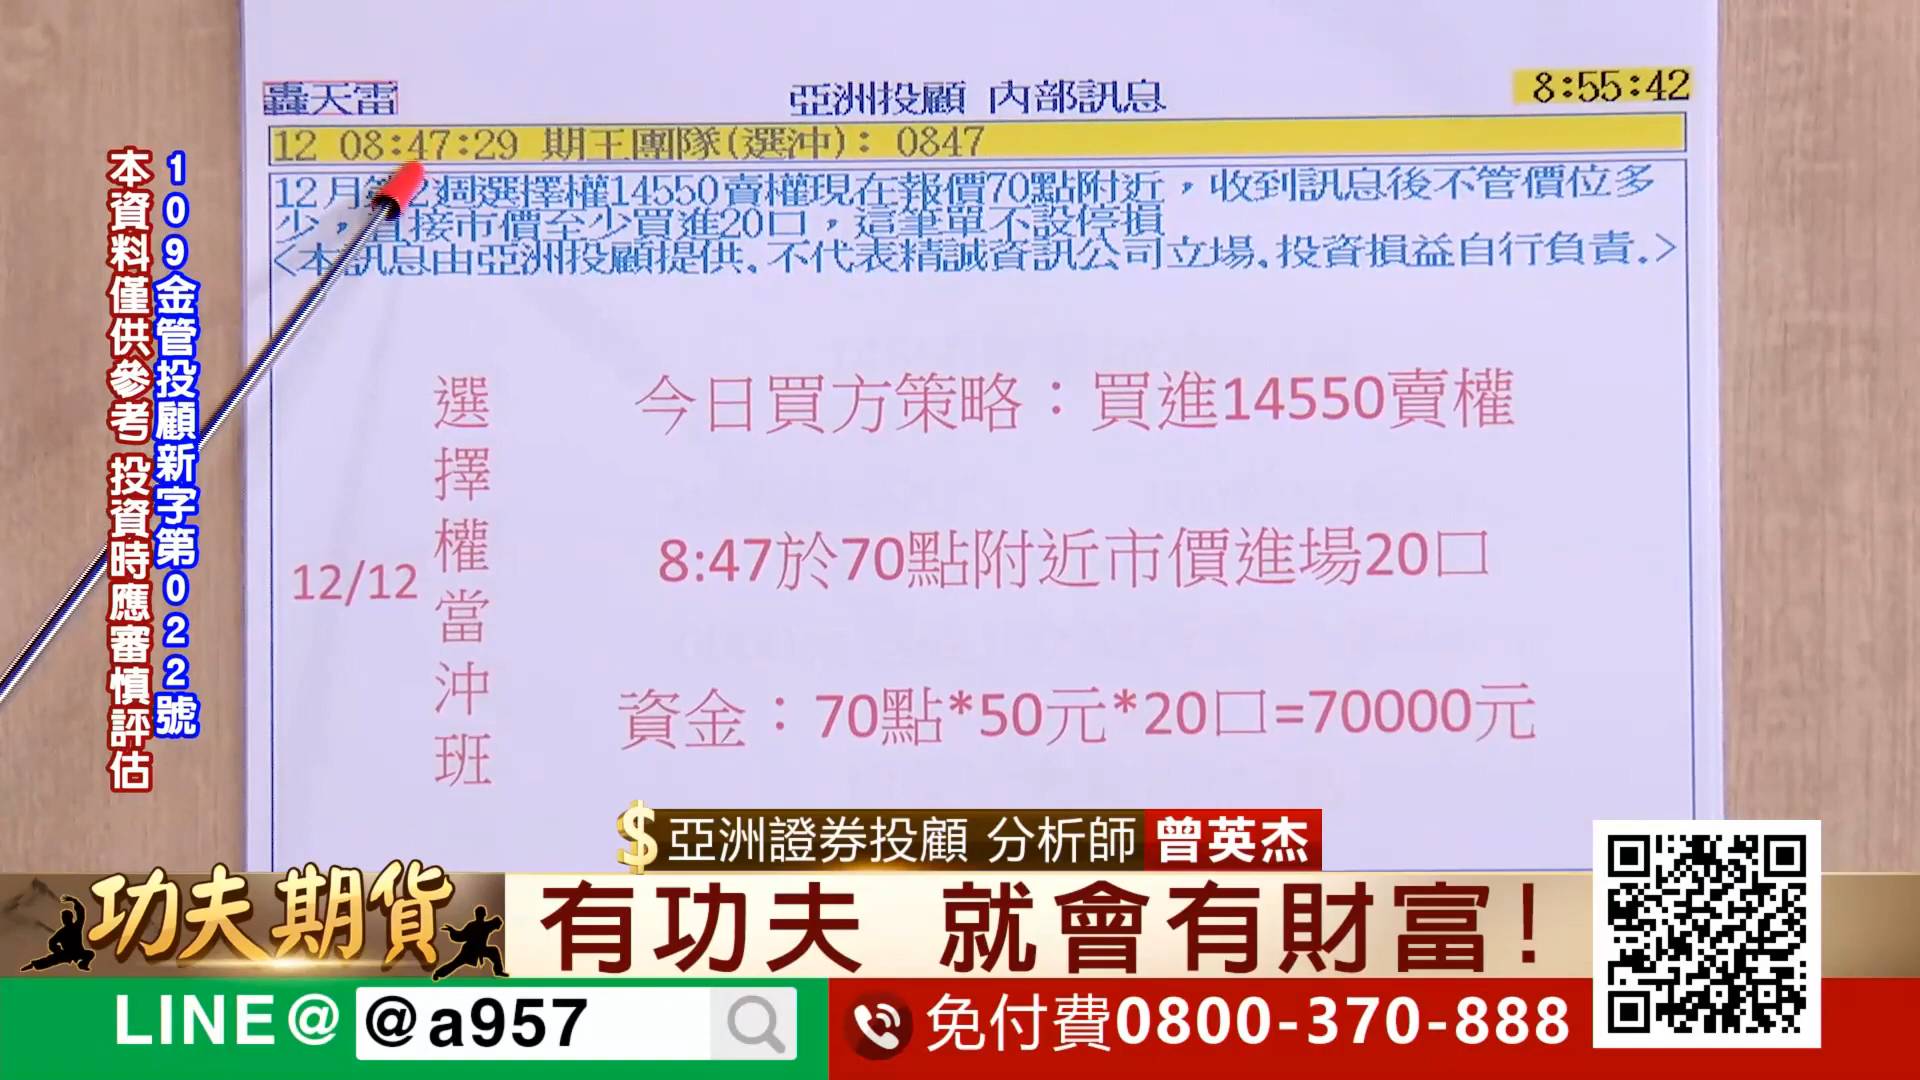 轟天雷
亞洲投顧 內部訊息
8:55:42
12 08:47:29 期王團隊(選沖): 0847
12月第2週選擇權14550賣權現在報價70點附近，收到訊息後不管價位多
少，直接市價至少買進20口，這筆單不設停損
<本訊息由亞洲投顧提供、不代表精誠資訊公司立場、投資損益自行負責.>
12/12
選擇權當沖班
今日買方策略：買進14550賣權
8:47於70點附近市價進場20口
資金：70點*50元*20口=70000元
109金管投顧新字第022號
本資料僅供參考 投資時應審慎評估
$亞洲證券投顧 分析師 曾英杰
功夫期貨
有功夫 就會有財富!
LINE@ @a957
免付費0800-370-888